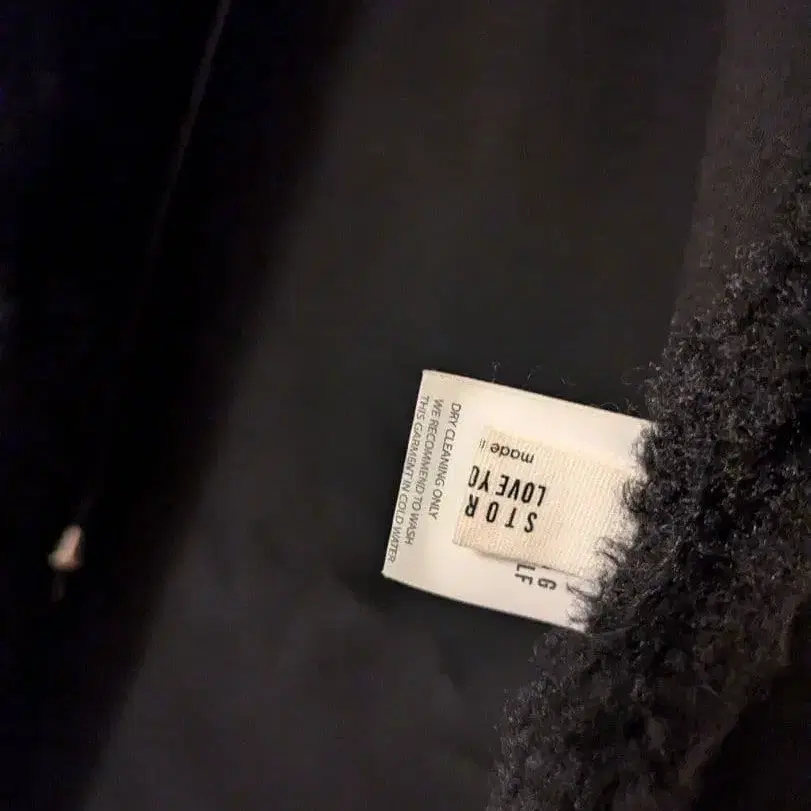 DRY CLEANING ONLY
WE RECOMMEND TO WASH
THIS GARMENT IN COLD WATER
STOR
LOVE YO
made
G
LF